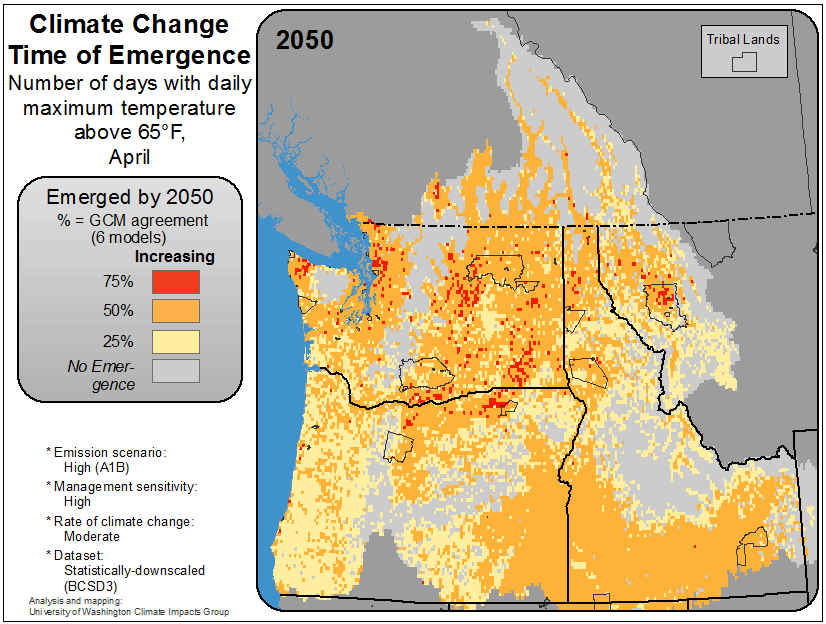 Climate Change
Time of Emergence
Number of days with daily
maximum temperature
above 65°F,
April
2050
Tribal Lands
Emerged by 2050
% = GCM agreement
(6 models)
Increasing
75%
50%
25%
No Emer-
gence
* Emission scenario:
High (A1B)
* Management sensitivity:
High
* Rate of climate change:
Moderate
* Dataset:
Statistically-downscaled
(BCSD3)
Analysis and mapping:
University of Washington Climate Impacts Group